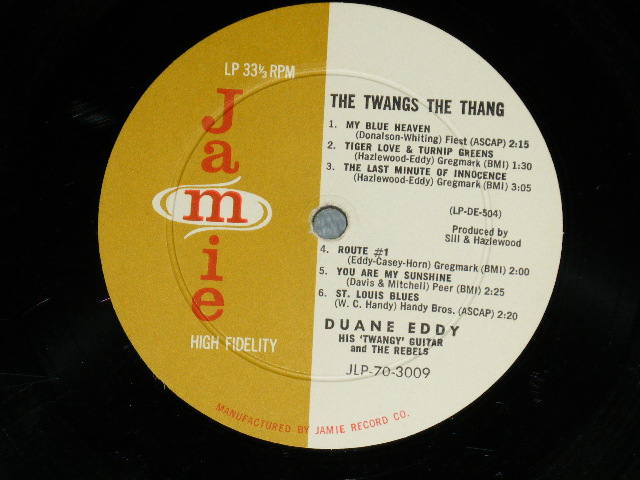 LP 33⅓ RPM
Jamie
HIGH FIDELITY
THE TWANGS THE THANG
1. MY BLUE HEAVEN
(Donalson-Whiting) Fiest (ASCAP) 2:15
2. TIGER LOVE & TURNIP GREENS
(Hazlewood-Eddy) Gregmark (BMI) 1:30
3. THE LAST MINUTE OF INNOCENCE
(Hazlewood-Eddy) Gregmark (BMI) 3:05
(LP-DE-504)
Produced by
Sill & Hazlewood
4. ROUTE #1
(Eddy-Casey-Horn) Gregmark (BMI) 2:00
5. YOU ARE MY SUNSHINE
(Davis & Mitchell) Peer (BMI) 2:25
6. ST. LOUIS BLUES
(W. C. Handy) Handy Bros. (ASCAP) 2:20
DUANE EDDY
HIS 'TWANGY' GUITAR
and THE REBELS
JLP-70-3009
MANUFACTURED BY JAMIE RECORD CO.